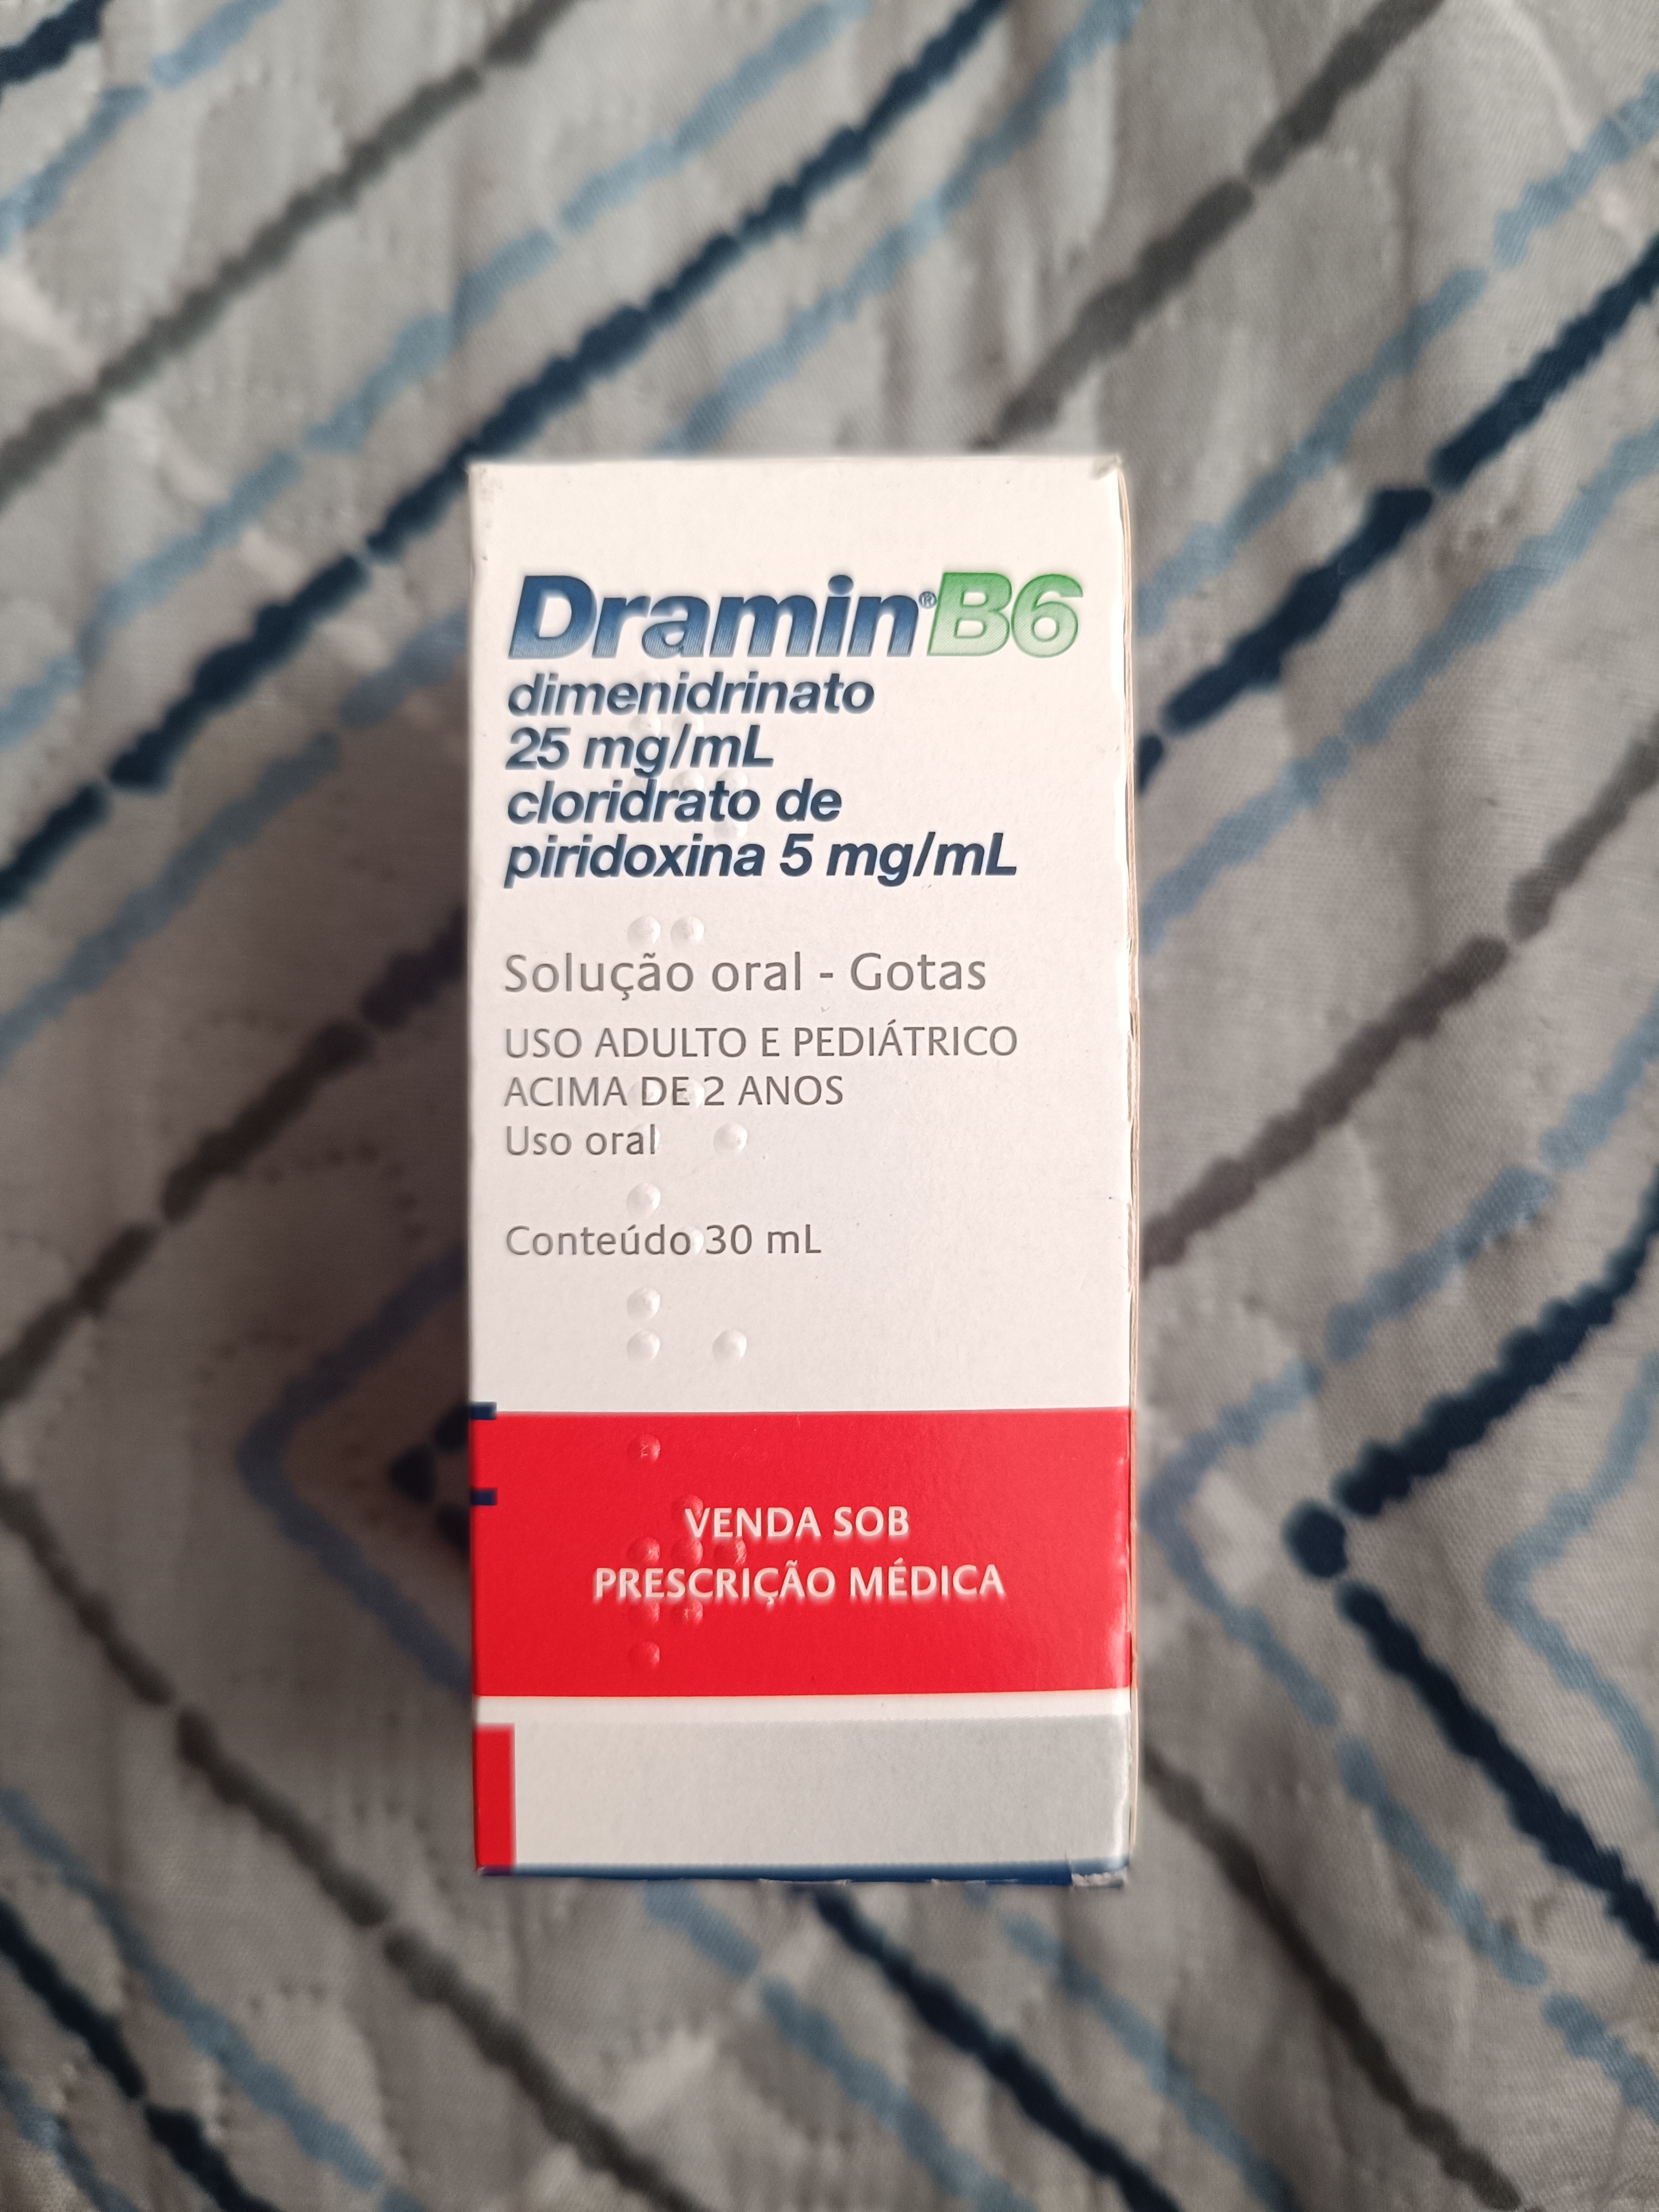 Dramin®B6
dimenidrinato
25 mg/mL
cloridrato de
piridoxina 5 mg/mL
Solução oral - Gotas
USO ADULTO E PEDIÁTRICO
ACIMA DE 2 ANOS
Uso oral
Conteúdo 30 mL
VENDA SOB
PRESCRIÇÃO MÉDICA